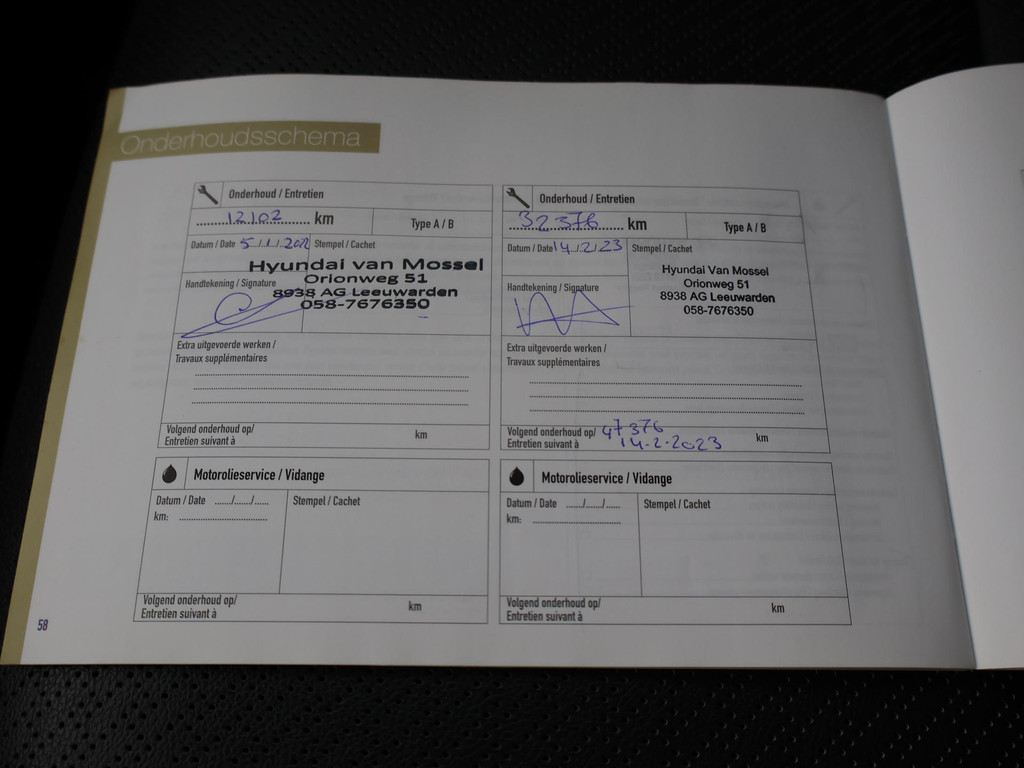 Onderhoudsschema
Onderhoud / Entretien
12102 km
Type A / B
Datum / Date 5/1/202
Stempel / Cachet
Hyundai van Mossel
Orionweg 51
8938 AG Leeuwarden
058-7676350
Handtekening / Signature
Extra uitgevoerde werken /
Travaux supplémentaires
Volgend onderhoud op/
Entretien suivant à
km
Onderhoud / Entretien
32376 km
Type A / B
Datum / Date 14/2/23
Stempel / Cachet
Hyundai Van Mossel
Orionweg 51
8938 AG Leeuwarden
058-7676350
Handtekening / Signature
Extra uitgevoerde werken /
Travaux supplémentaires
Volgend onderhoud op/ 47376
Entretien suivant à 14-2-2023
km
Motorolieservice / Vidange
Datum / Date ....../....../......
Stempel / Cachet
km:
Volgend onderhoud op/
Entretien suivant à
km
Motorolieservice / Vidange
Datum / Date ....../....../......
Stempel / Cachet
km:
Volgend onderhoud op/
Entretien suivant à
km
58